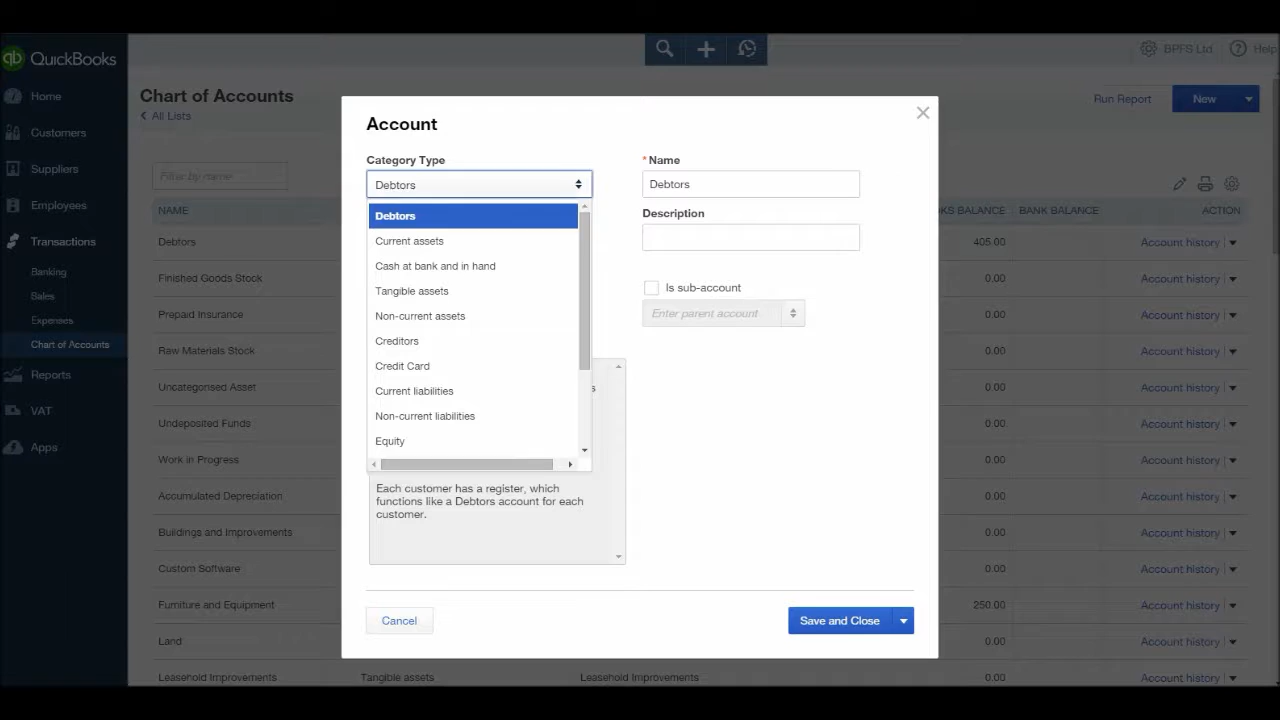 qb QuickBooks
BPFS Ltd
Help
Home
Customers
Suppliers
Employees
Transactions
Banking
Sales
Expenses
Chart of Accounts
Reports
VAT
Apps
Chart of Accounts
All Lists
Run Report
New
Filter by name
NAME
KS BALANCE BANK BALANCE ACTION
Debtors 405.00 Account history
Finished Goods Stock 0.00 Account history
Prepaid Insurance 0.00 Account history
Raw Materials Stock 0.00 Account history
Uncategorised Asset 0.00 Account history
Undeposited Funds 0.00 Account history
Work in Progress 0.00 Account history
Accumulated Depreciation 0.00 Account history
Buildings and Improvements 0.00 Account history
Custom Software 0.00 Account history
Furniture and Equipment 250.00 Account history
Land 0.00 Account history
Leasehold Improvements Tangible assets Leasehold Improvements 0.00 Account history
Account
Category Type
Debtors
Debtors
Current assets
Cash at bank and in hand
Tangible assets
Non-current assets
Creditors
Credit Card
Current liabilities
Non-current liabilities
Equity
s
Each customer has a register, which
functions like a Debtors account for each
customer.
* Name
Debtors
Description
Is sub-account
Enter parent account
Cancel
Save and Close